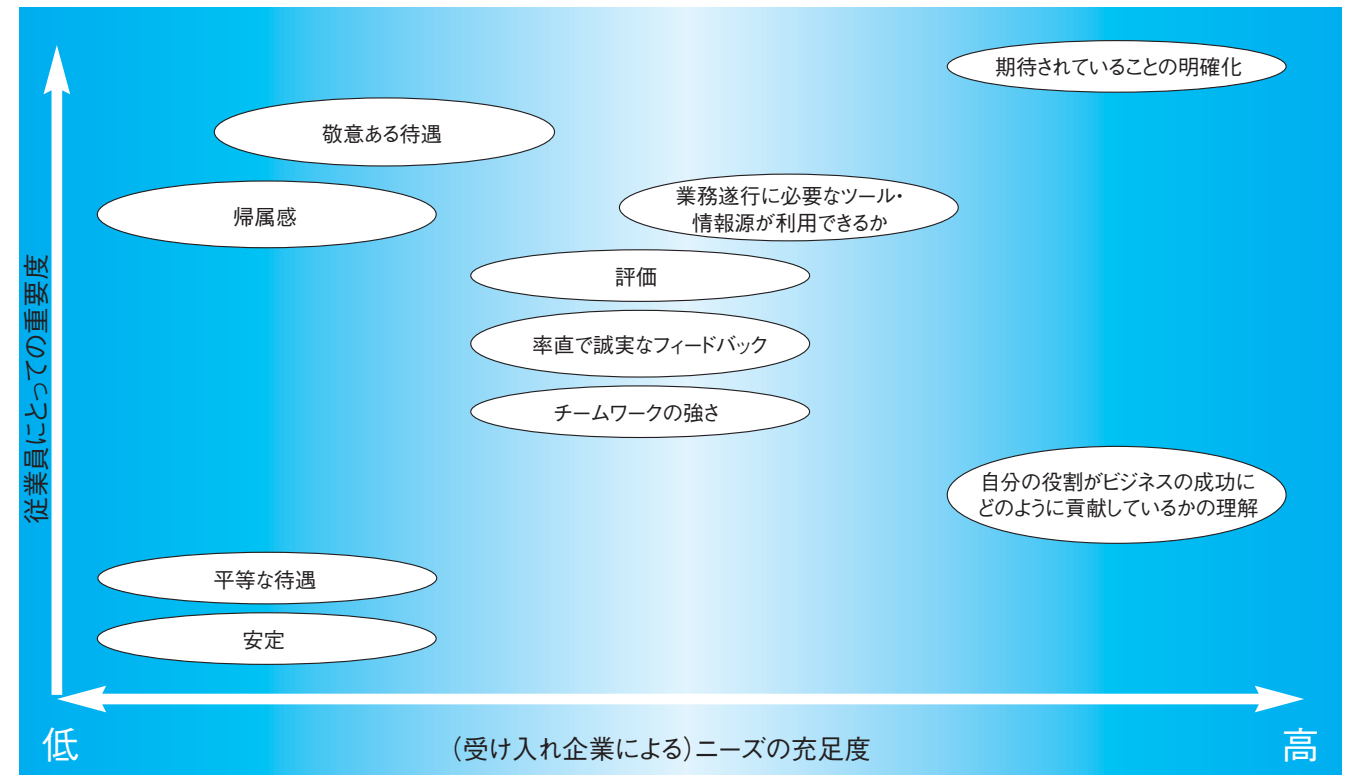 期待されていることの明確化
敬意ある待遇
帰属感
業務遂行に必要なツール・
情報源が利用できるか
評価
率直で誠実なフィードバック
チームワークの強さ
自分の役割がビジネスの成功に
どのように貢献しているかの理解
平等な待遇
安定
従業員にとっての重要度
低
(受け入れ企業による)ニーズの充足度
高